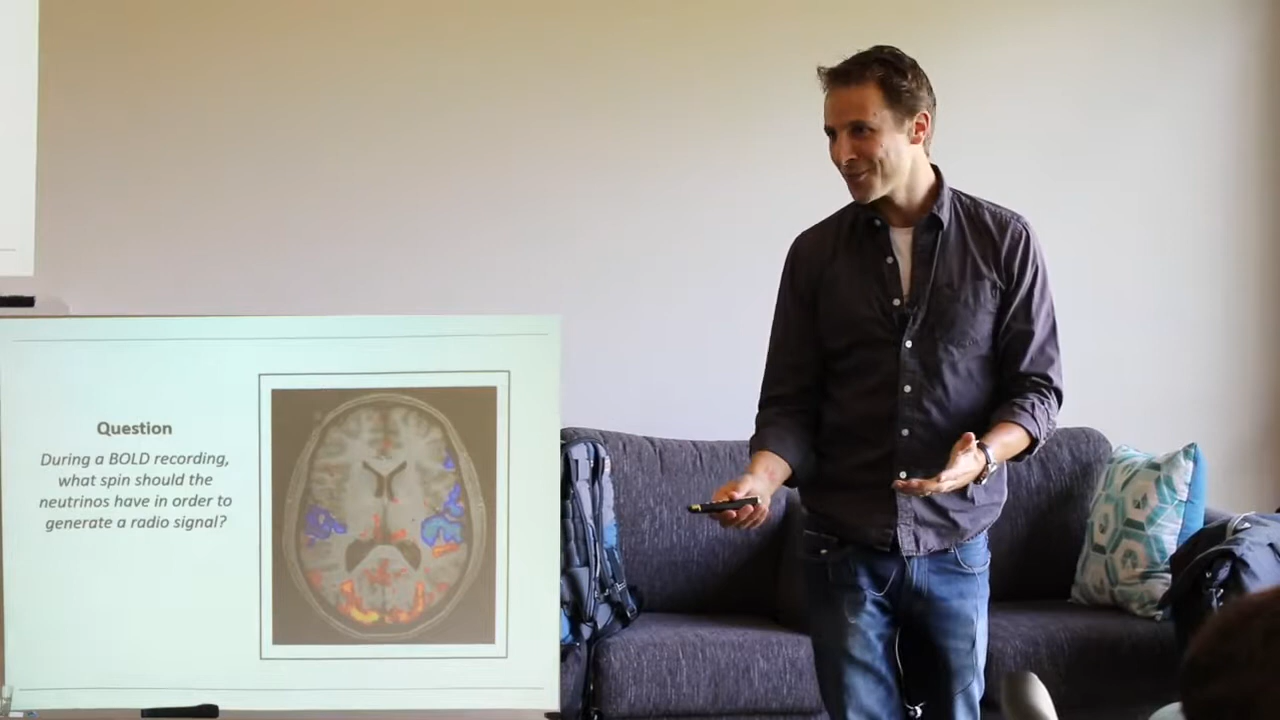 Question
During a BOLD recording,
what spin should the
neutrinos have in order to
generate a radio signal?